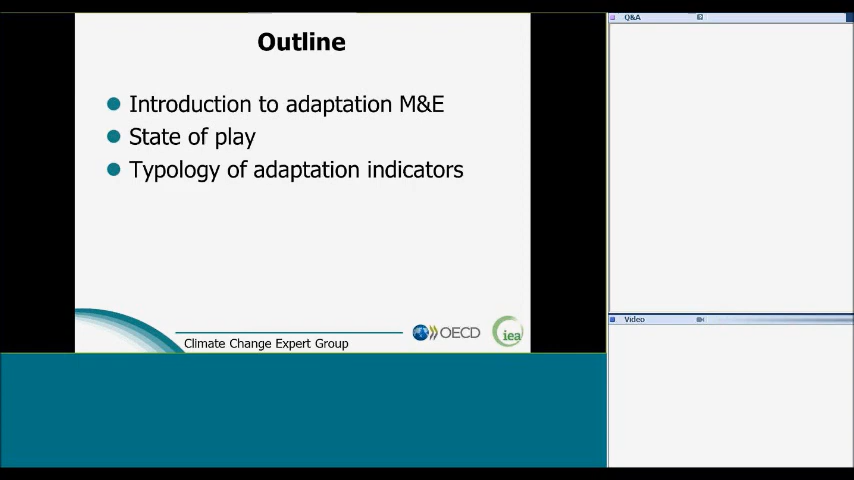 Outline
Introduction to adaptation M&E
State of play
Typology of adaptation indicators
Climate Change Expert Group
OECD
iea
Q&A
Video